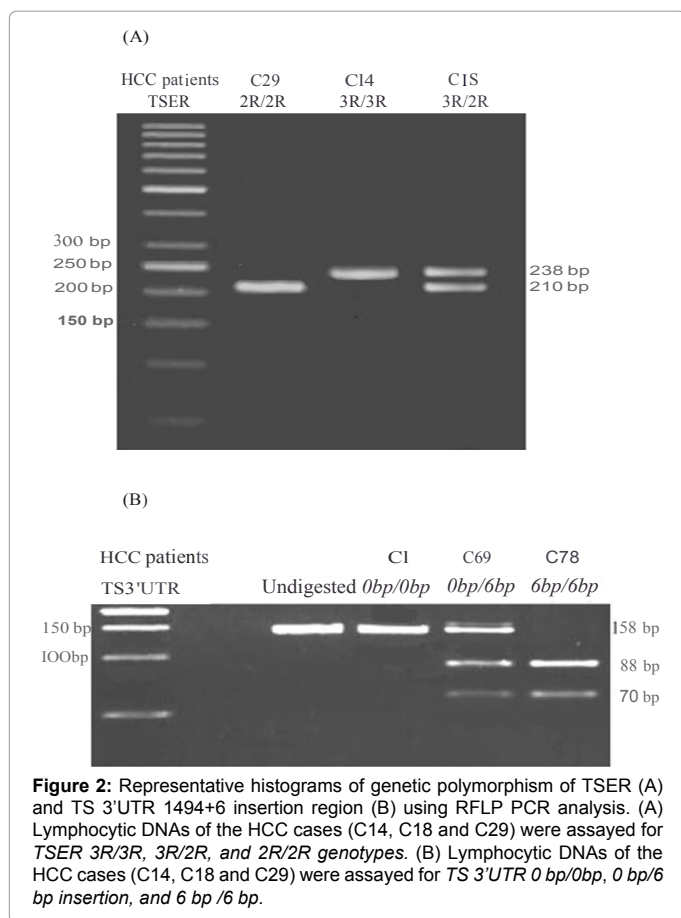 (A)
HCC patients C29 Cl4 C1S
TSER 2R/2R 3R/3R 3R/2R
300 bp
250 bp
238 bp
200 bp
210 bp
150 bp
(B)
HCC patients Cl C69 C78
TS3'UTR Undigested 0bp/0bp 0bp/6bp 6bp/6bp
150 bp 158 bp
IOObp 88 bp
70 bp
Figure 2: Representative histograms of genetic polymorphism of TSER (A)
and TS 3'UTR 1494+6 insertion region (B) using RFLP PCR analysis. (A)
Lymphocytic DNAs of the HCC cases (C14, C18 and C29) were assayed for
TSER 3R/3R, 3R/2R, and 2R/2R genotypes. (B) Lymphocytic DNAs of the
HCC cases (C14, C18 and C29) were assayed for TS 3'UTR 0 bp/0bp, 0 bp/6
bp insertion, and 6 bp /6 bp.